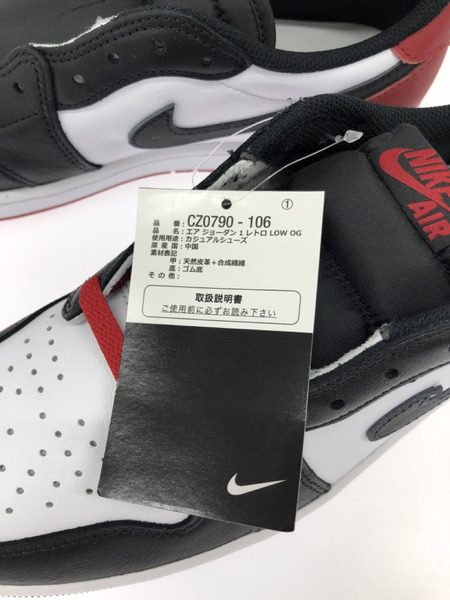 ①
品 番: CZ0790 - 106
品 名: エア ジョーダン 1 レトロ LOW OG
使用用途: カジュアルシューズ
原 産 国: 中国
素材表記
甲: 天然皮革+合成繊維
底: ゴム底
そ の 他:
取扱説明書
ご使用前に必ずお読み下さい
NIKE
AIR